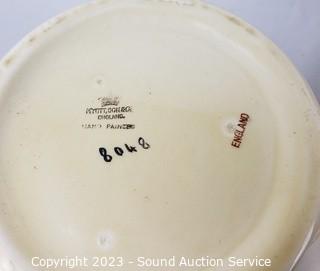 ENGLAND.
HAND PAINTED
8048
ENGLAND
Copyright © 2023 - Sound Auction Service